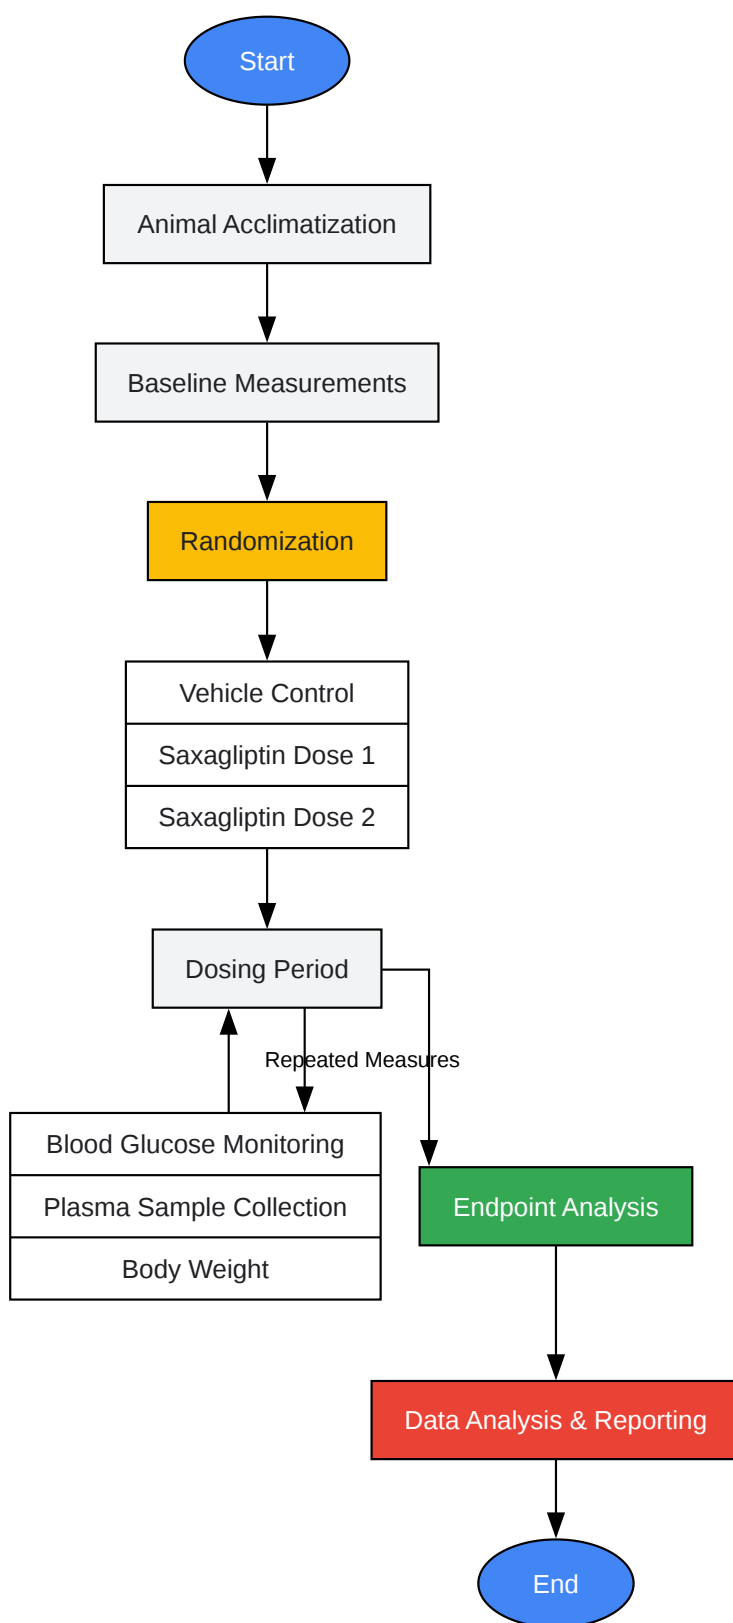 Start
Animal Acclimatization
Baseline Measurements
Randomization
Vehicle Control
Saxagliptin Dose 1
Saxagliptin Dose 2
Dosing Period
Repeated Measures
Blood Glucose Monitoring
Plasma Sample Collection
Body Weight
Endpoint Analysis
Data Analysis & Reporting
End